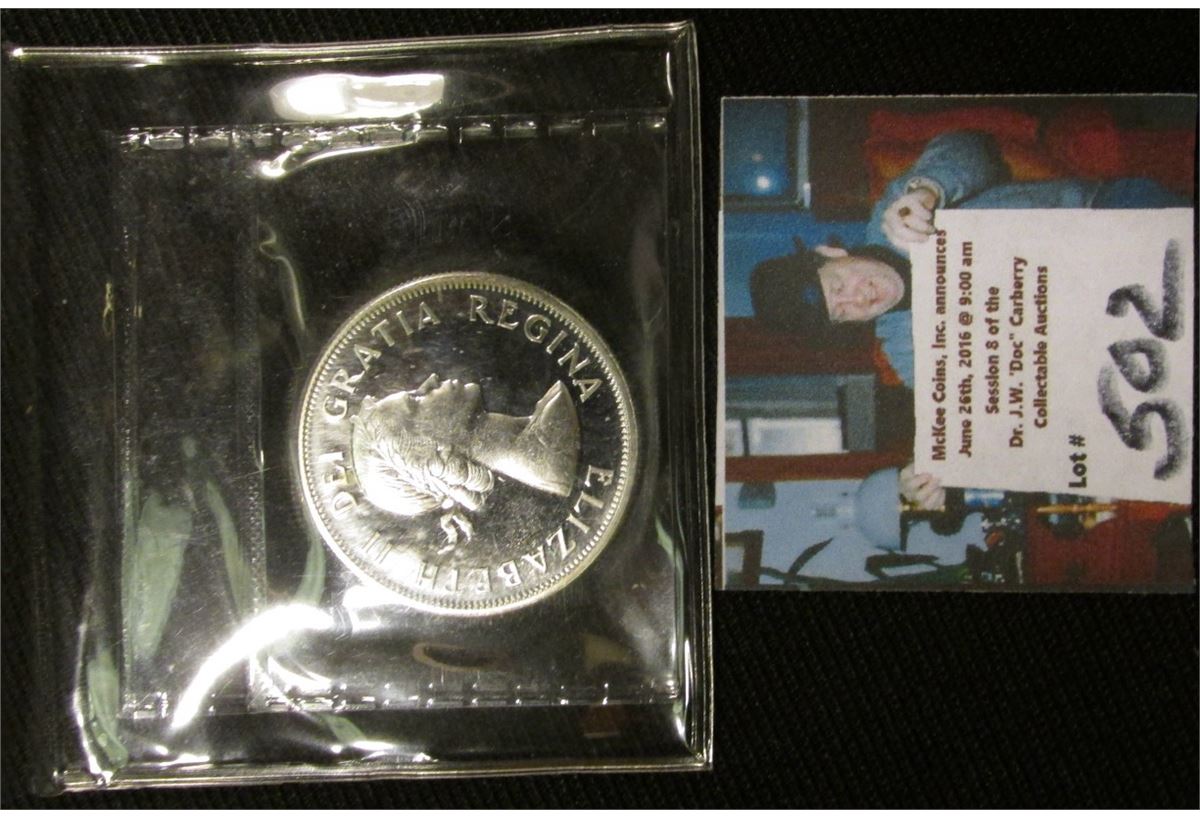 ELIZABETH II DEI GRATIA REGINA
McKee Coins, Inc. announces
June 26th, 2016 @ 9:00 am
Session 8 of the
Dr. J.W. "Doc" Carberry
Collectable Auctions
Lot #
502